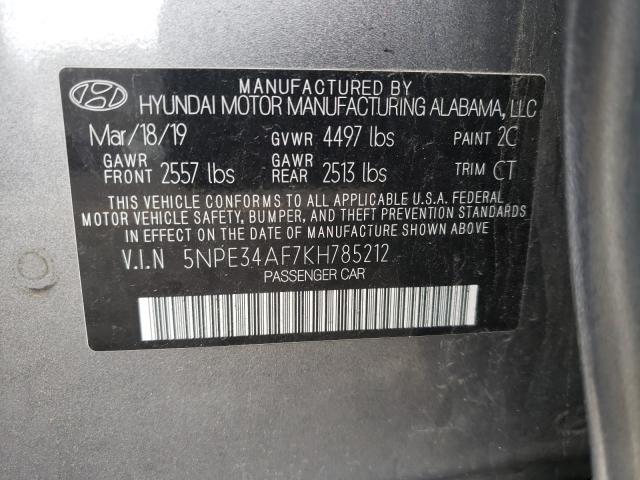 MANUFACTURED BY
HYUNDAI MOTOR MANUFACTURING ALABAMA, LLC
Mar/18/19 GVWR 4497 lbs PAINT 2C
GAWR FRONT 2557 lbs GAWR REAR 2513 lbs TRIM CT
THIS VEHICLE CONFORMS TO ALL APPLICABLE U.S.A. FEDERAL
MOTOR VEHICLE SAFETY, BUMPER, AND THEFT PREVENTION STANDARDS
IN EFFECT ON THE DATE OF MANUFACTURE SHOWN ABOVE.
V.I.N 5NPE34AF7KH785212
PASSENGER CAR